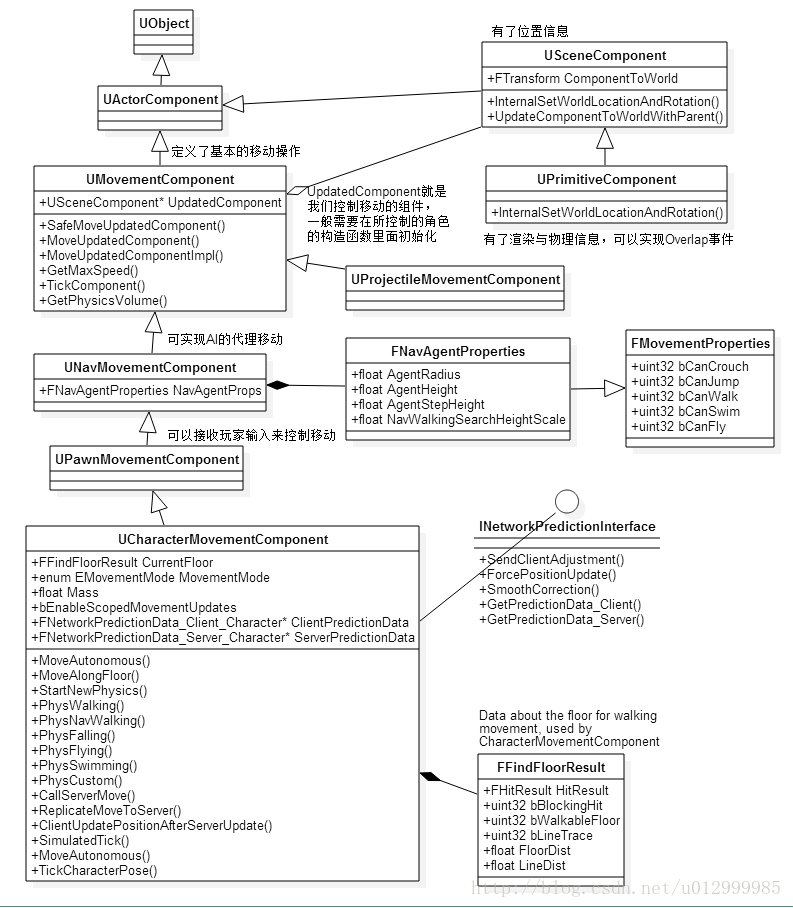 UObject
UActorComponent
有了位置信息
USceneComponent
+FTransform ComponentToWorld
+InternalSetWorldLocationAndRotation()
+UpdateComponentToWorldWithParent()
定义了基本的移动操作
UMovementComponent
+USceneComponent* UpdatedComponent
+SafeMoveUpdatedComponent()
+MoveUpdatedComponent()
+MoveUpdatedComponentImpl()
+GetMaxSpeed()
+TickComponent()
+GetPhysicsVolume()
UpdatedComponent就是
我们控制移动的组件，
一般需要在所控制的角色
的构造函数里面初始化
UPrimitiveComponent
+InternalSetWorldLocationAndRotation()
有了渲染与物理信息，可以实现Overlap事件
UProjectileMovementComponent
可实现AI的代理移动
UNavMovementComponent
+FNavAgentProperties NavAgentProps
FNavAgentProperties
+float AgentRadius
+float AgentHeight
+float AgentStepHeight
+float NavWalkingSearchHeightScale
FMovementProperties
+uint32 bCanCrouch
+uint32 bCanJump
+uint32 bCanWalk
+uint32 bCanSwim
+uint32 bCanFly
可以接收玩家输入来控制移动
UPawnMovementComponent
UCharacterMovementComponent
+FFindFloorResult CurrentFloor
+enum EMovementMode MovementMode
+float Mass
+bEnableScopedMovementUpdates
+FNetworkPredictionData_Client_Character* ClientPredictionData
+FNetworkPredictionData_Server_Character* ServerPredictionData
+MoveAutonomous()
+MoveAlongFloor()
+StartNewPhysics()
+PhysWalking()
+PhysNavWalking()
+PhysFalling()
+PhysFlying()
+PhysSwimming()
+PhysCustom()
+CallServerMove()
+ReplicateMoveToServer()
+ClientUpdatePositionAfterServerUpdate()
+SimulatedTick()
+MoveAutonomous()
+TickCharacterPose()
INetworkPredictionInterface
+SendClientAdjustment()
+ForcePositionUpdate()
+SmoothCorrection()
+GetPredictionData_Client()
+GetPredictionData_Server()
Data about the floor for walking
movement, used by
CharacterMovementComponent
FFindFloorResult
+FHitResult HitResult
+uint32 bBlockingHit
+uint32 bWalkableFloor
+uint32 bLineTrace
+float FloorDist
+float LineDist
http://blog.csdn.net/u012999985